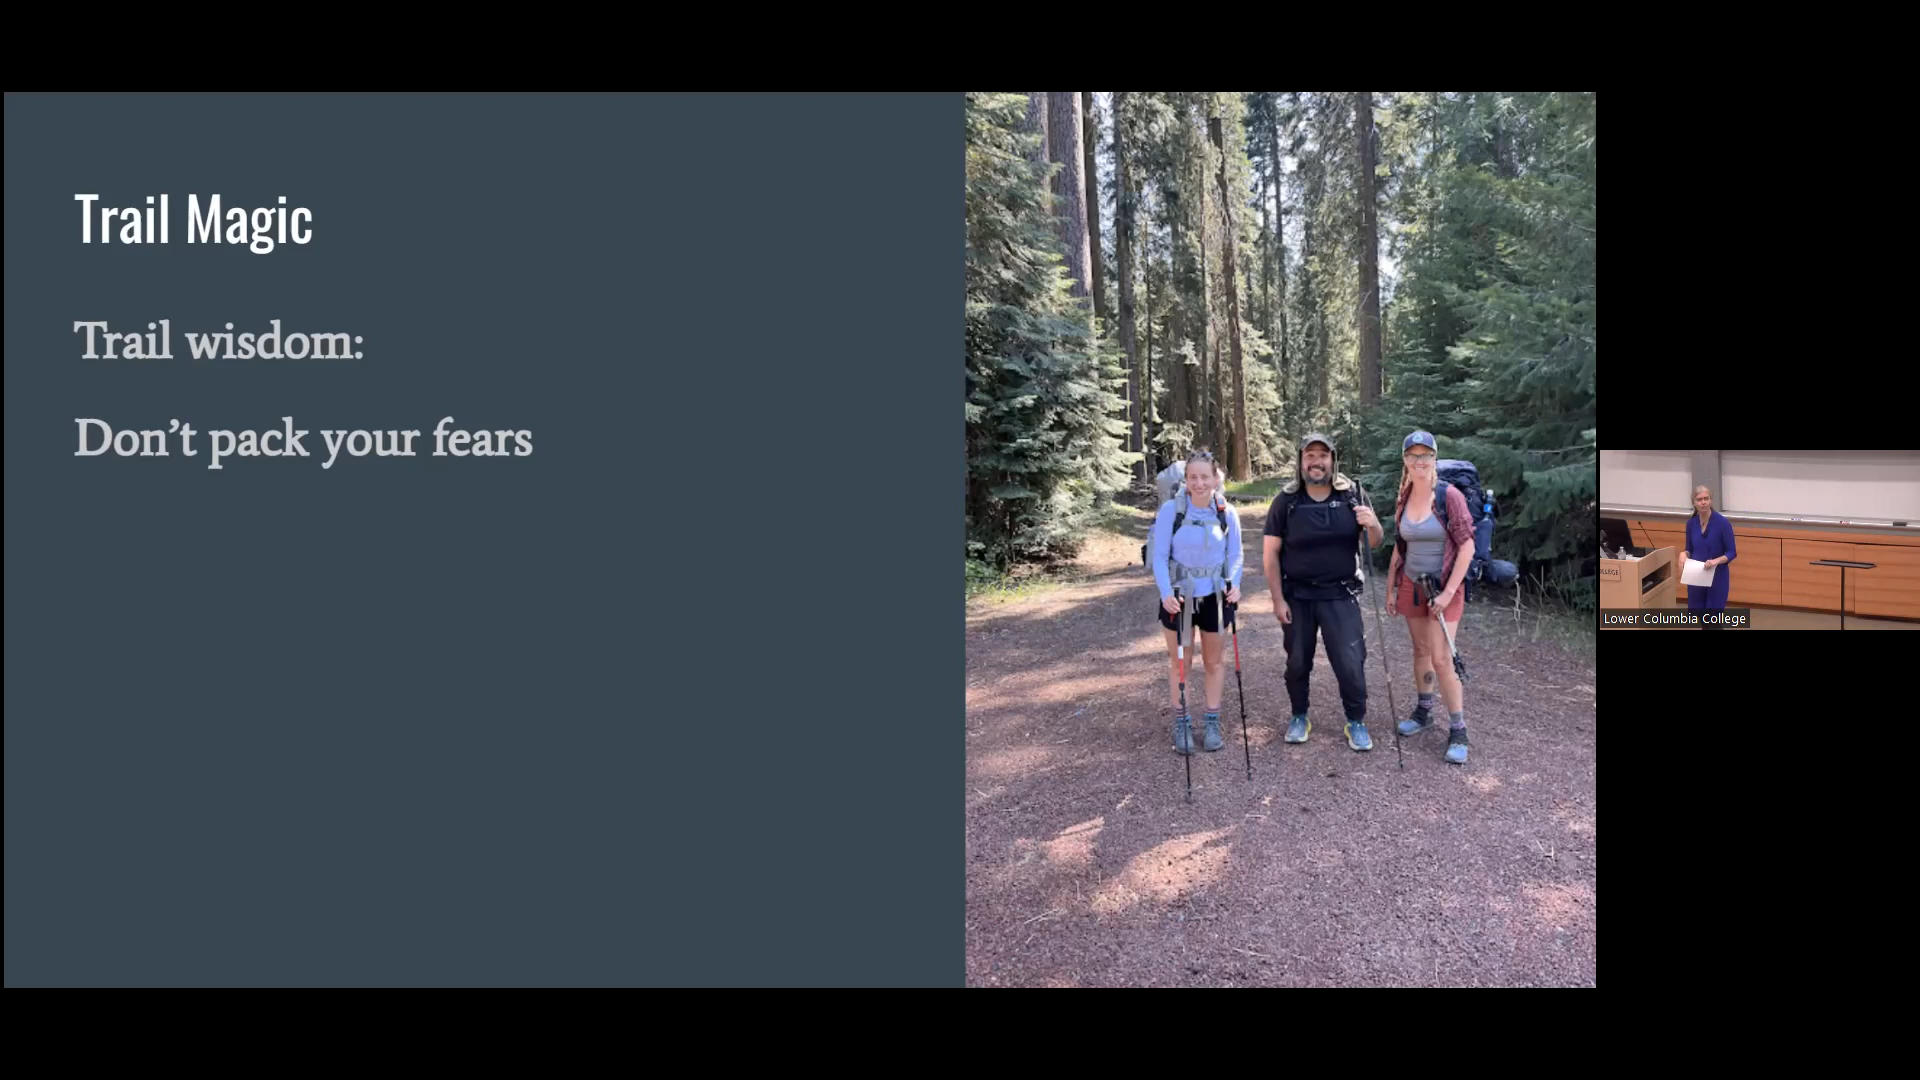 Trail Magic
Trail wisdom:
Don’t pack your fears
Lower Columbia College